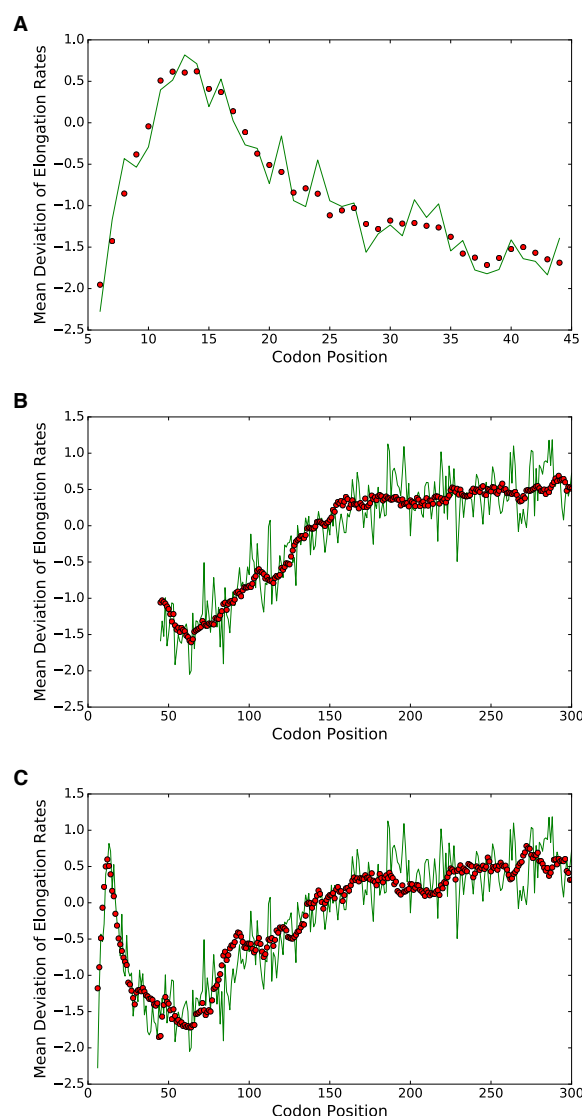 A
1.0
0.5
0.0
−0.5
−1.0
−1.5
−2.0
−2.5
Mean Deviation of Elongation Rates
5 10 15 20 25 30 35 40 45
Codon Position
B
1.5
1.0
0.5
0.0
−0.5
−1.0
−1.5
−2.0
−2.5
Mean Deviation of Elongation Rates
0 50 100 150 200 250 300
Codon Position
C
1.5
1.0
0.5
0.0
−0.5
−1.0
−1.5
−2.0
−2.5
Mean Deviation of Elongation Rates
0 50 100 150 200 250 300
Codon Position